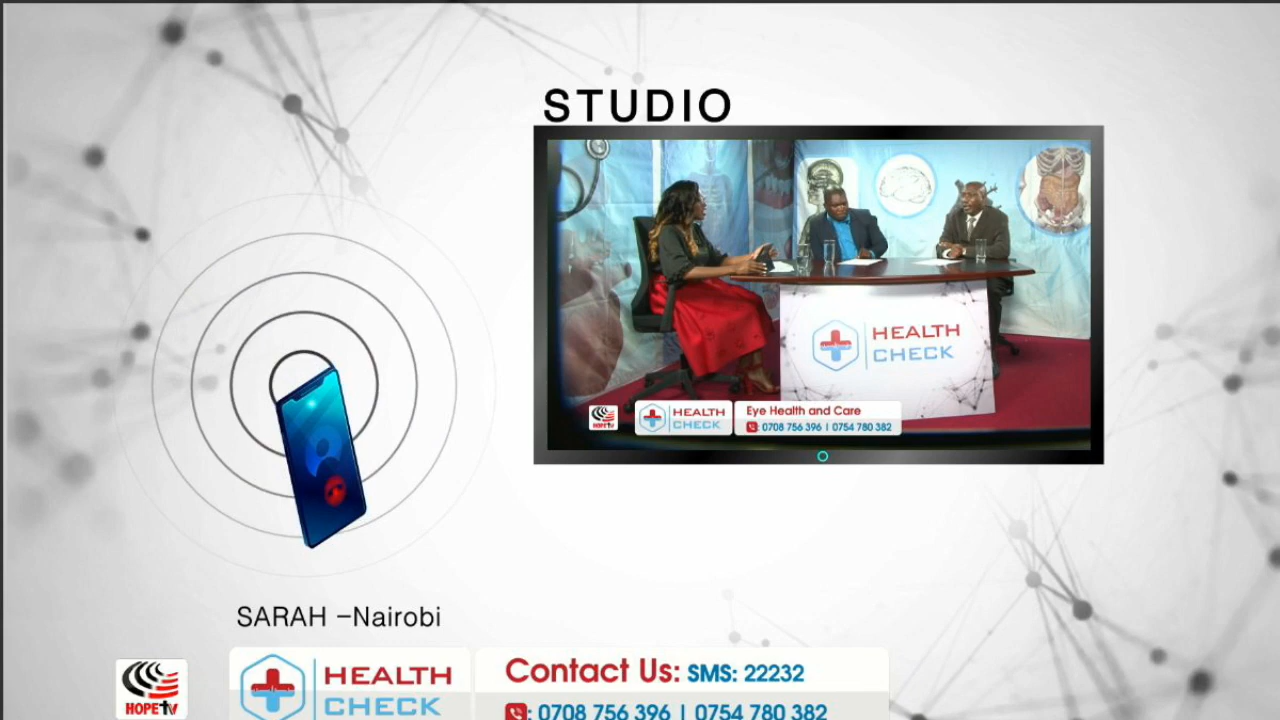 STUDIO
HEALTH
CHECK
HOPE tv
HEALTH
CHECK
Eye Health and Care
0708 756 396 | 0754 780 382
SARAH –Nairobi
HOPE tv
HEALTH
CHECK
Contact Us: SMS: 22232
: 0708 756 396 | 0754 780 382